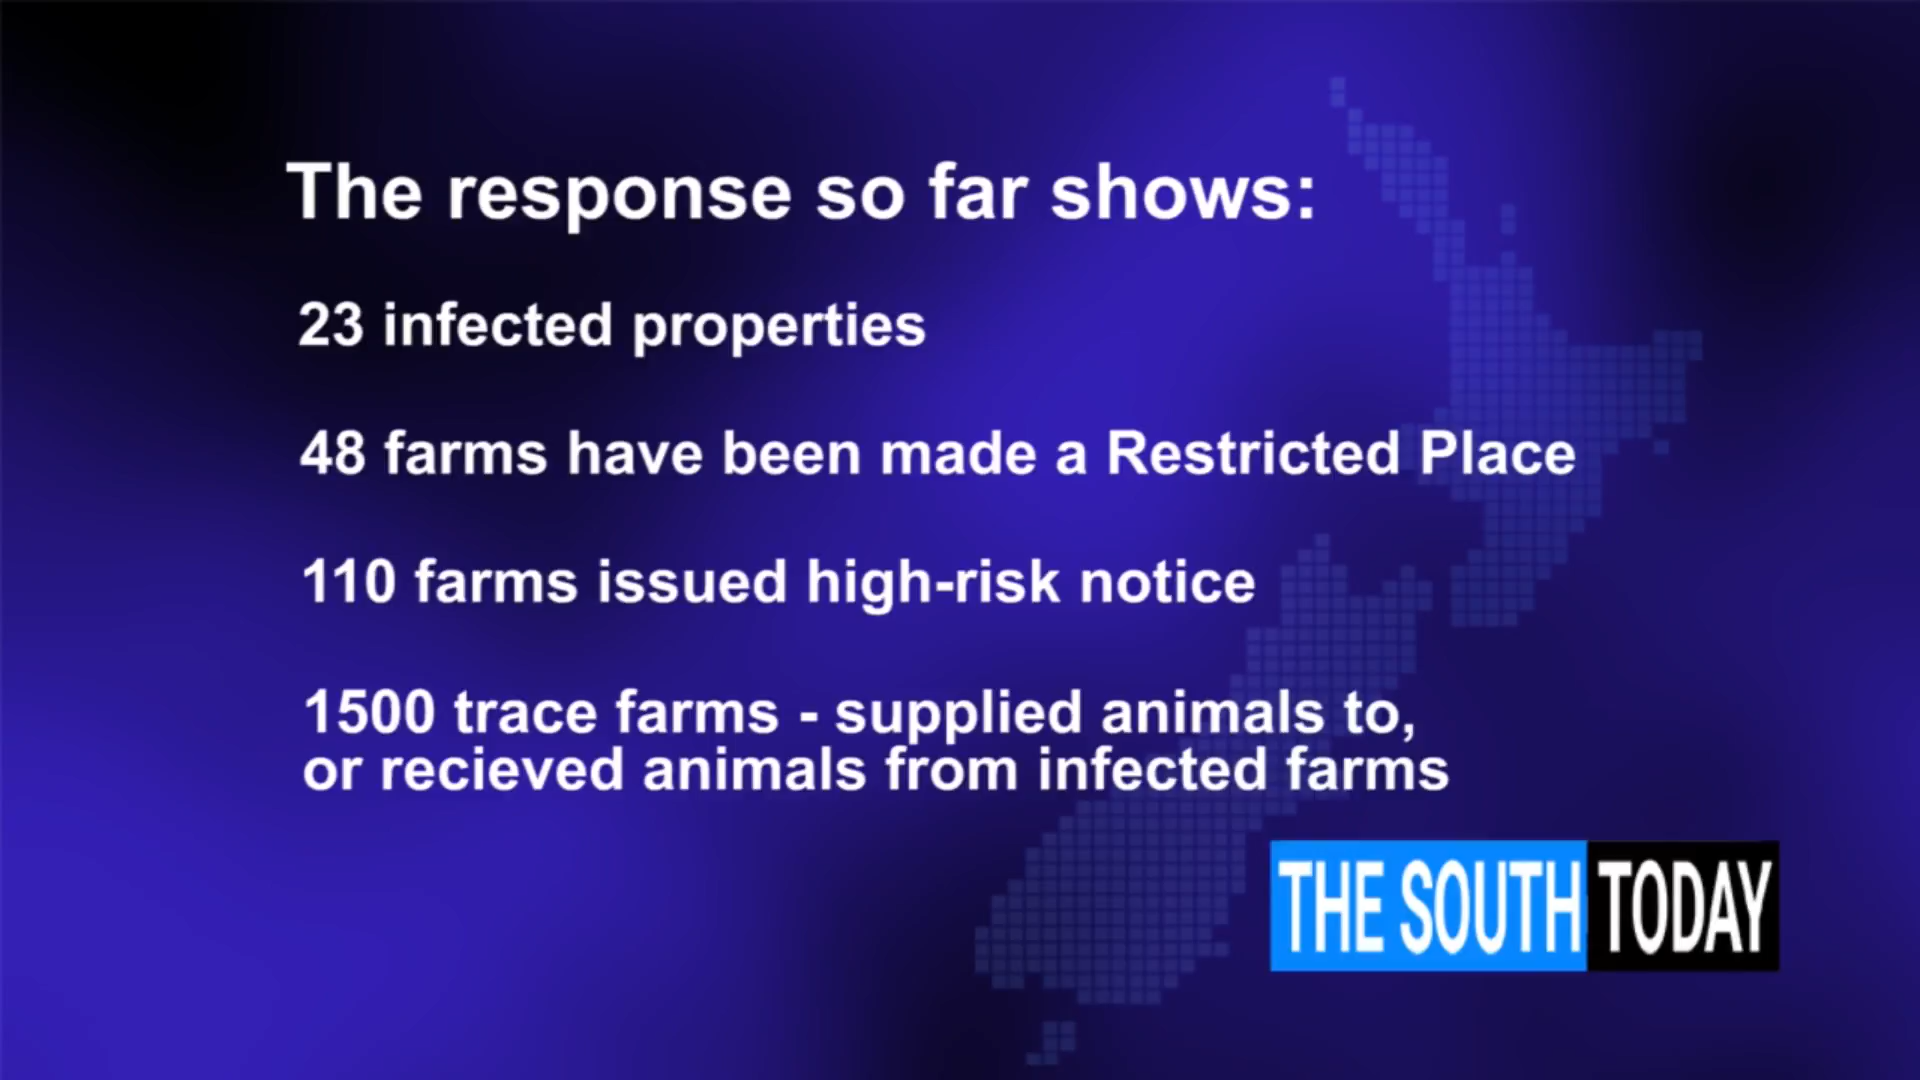 The response so far shows:
23 infected properties
48 farms have been made a Restricted Place
110 farms issued high-risk notice
1500 trace farms - supplied animals to,
or recieved animals from infected farms
THE SOUTH TODAY